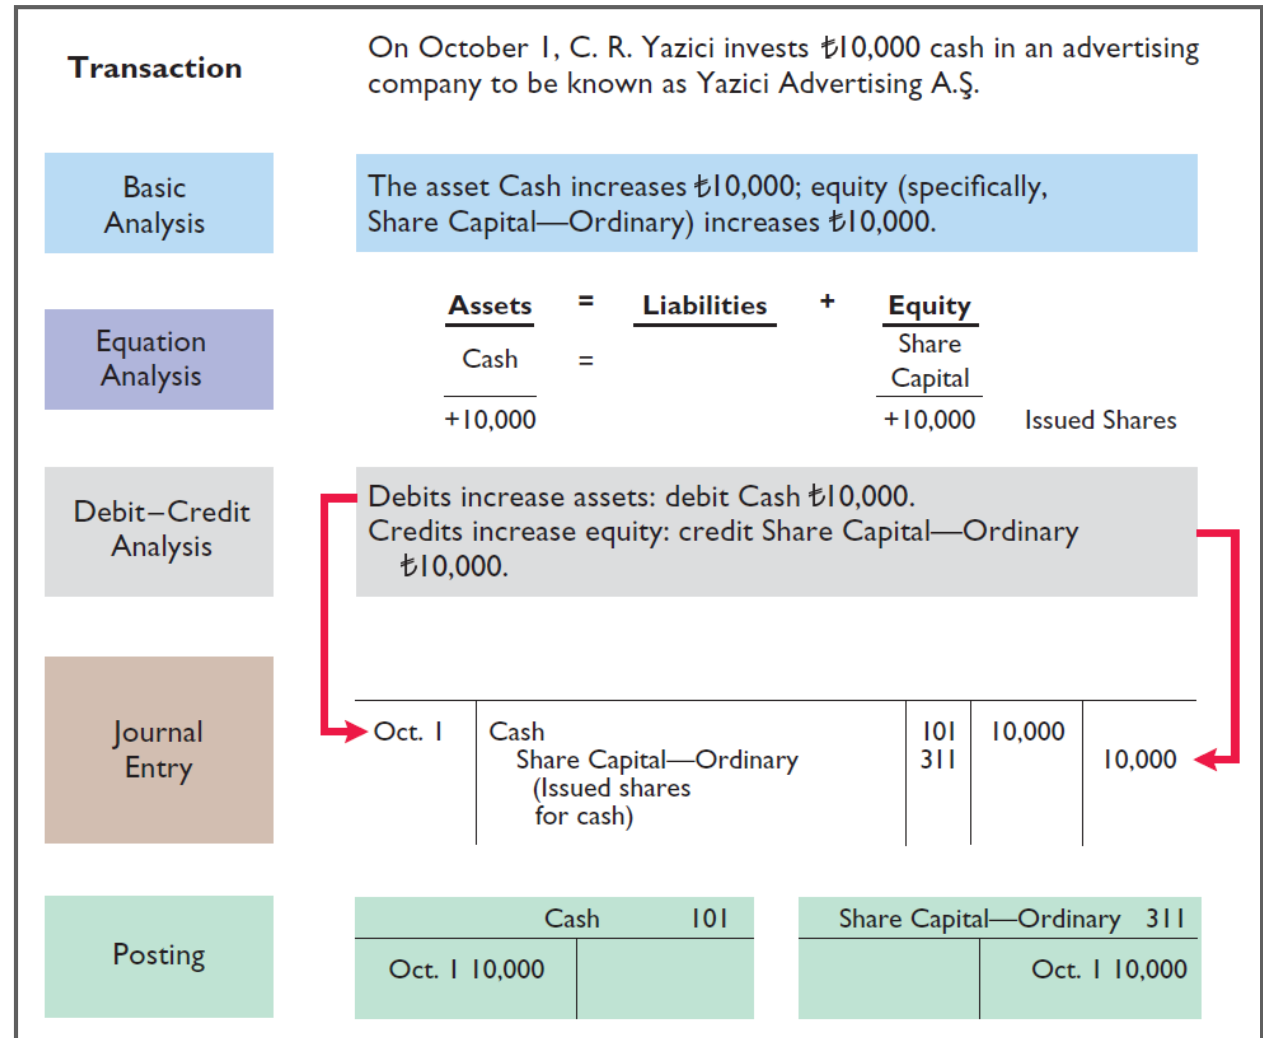 Transaction
On October 1, C. R. Yazici invests ₺10,000 cash in an advertising
company to be known as Yazici Advertising A.Ş.
Basic
Analysis
The asset Cash increases ₺10,000; equity (specifically,
Share Capital—Ordinary) increases ₺10,000.
Equation
Analysis
Assets = Liabilities + Equity
Cash = Share
Capital
+10,000 +10,000 Issued Shares
Debit–Credit
Analysis
Debits increase assets: debit Cash ₺10,000.
Credits increase equity: credit Share Capital—Ordinary
₺10,000.
Journal
Entry
Oct. 1 Cash 101 10,000
Share Capital—Ordinary 311 10,000
(Issued shares
for cash)
Posting
Cash 101
Oct. 1 10,000
Share Capital—Ordinary 311
Oct. 1 10,000